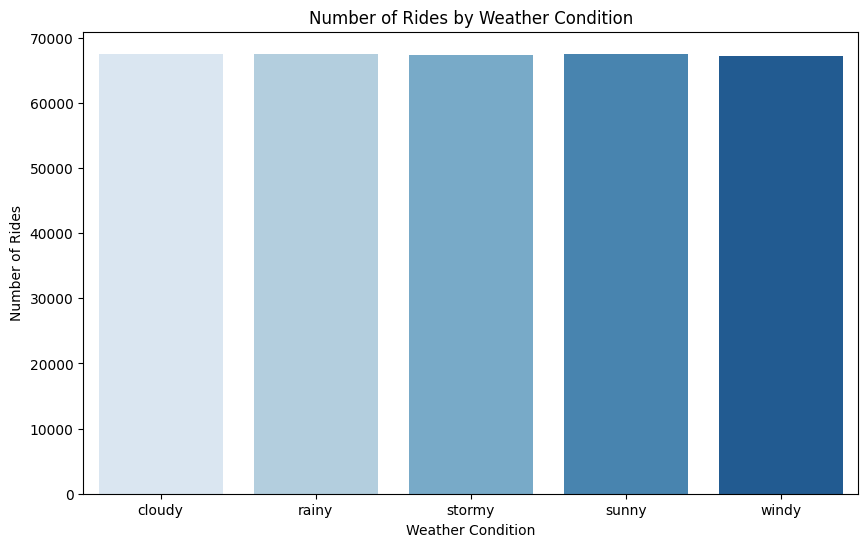 Number of Rides by Weather Condition
70000
60000
50000
40000
30000
20000
10000
0
Number of Rides
cloudy rainy stormy sunny windy
Weather Condition